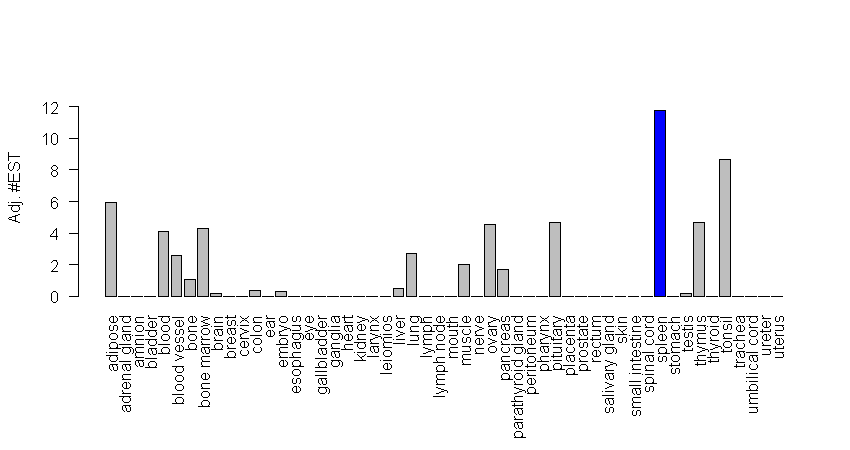 Adj. #EST
12
10
8
6
4
2
0
adipose
adrenal gland
amnion
bladder
blood
blood vessel
bone
bone marrow
brain
breast
cervix
colon
ear
embryo
esophagus
eye
gallbladder
ganglia
heart
kidney
larynx
leiomios
liver
lung
lymph
lymph node
mouth
muscle
nerve
ovary
pancreas
parathyroid gland
peritoneum
pharynx
pituitary
placenta
prostate
rectum
salivary gland
skin
small intestine
spinal cord
spleen
stomach
testis
thymus
thyroid
tonsil
trachea
umbilical cord
ureter
uterus